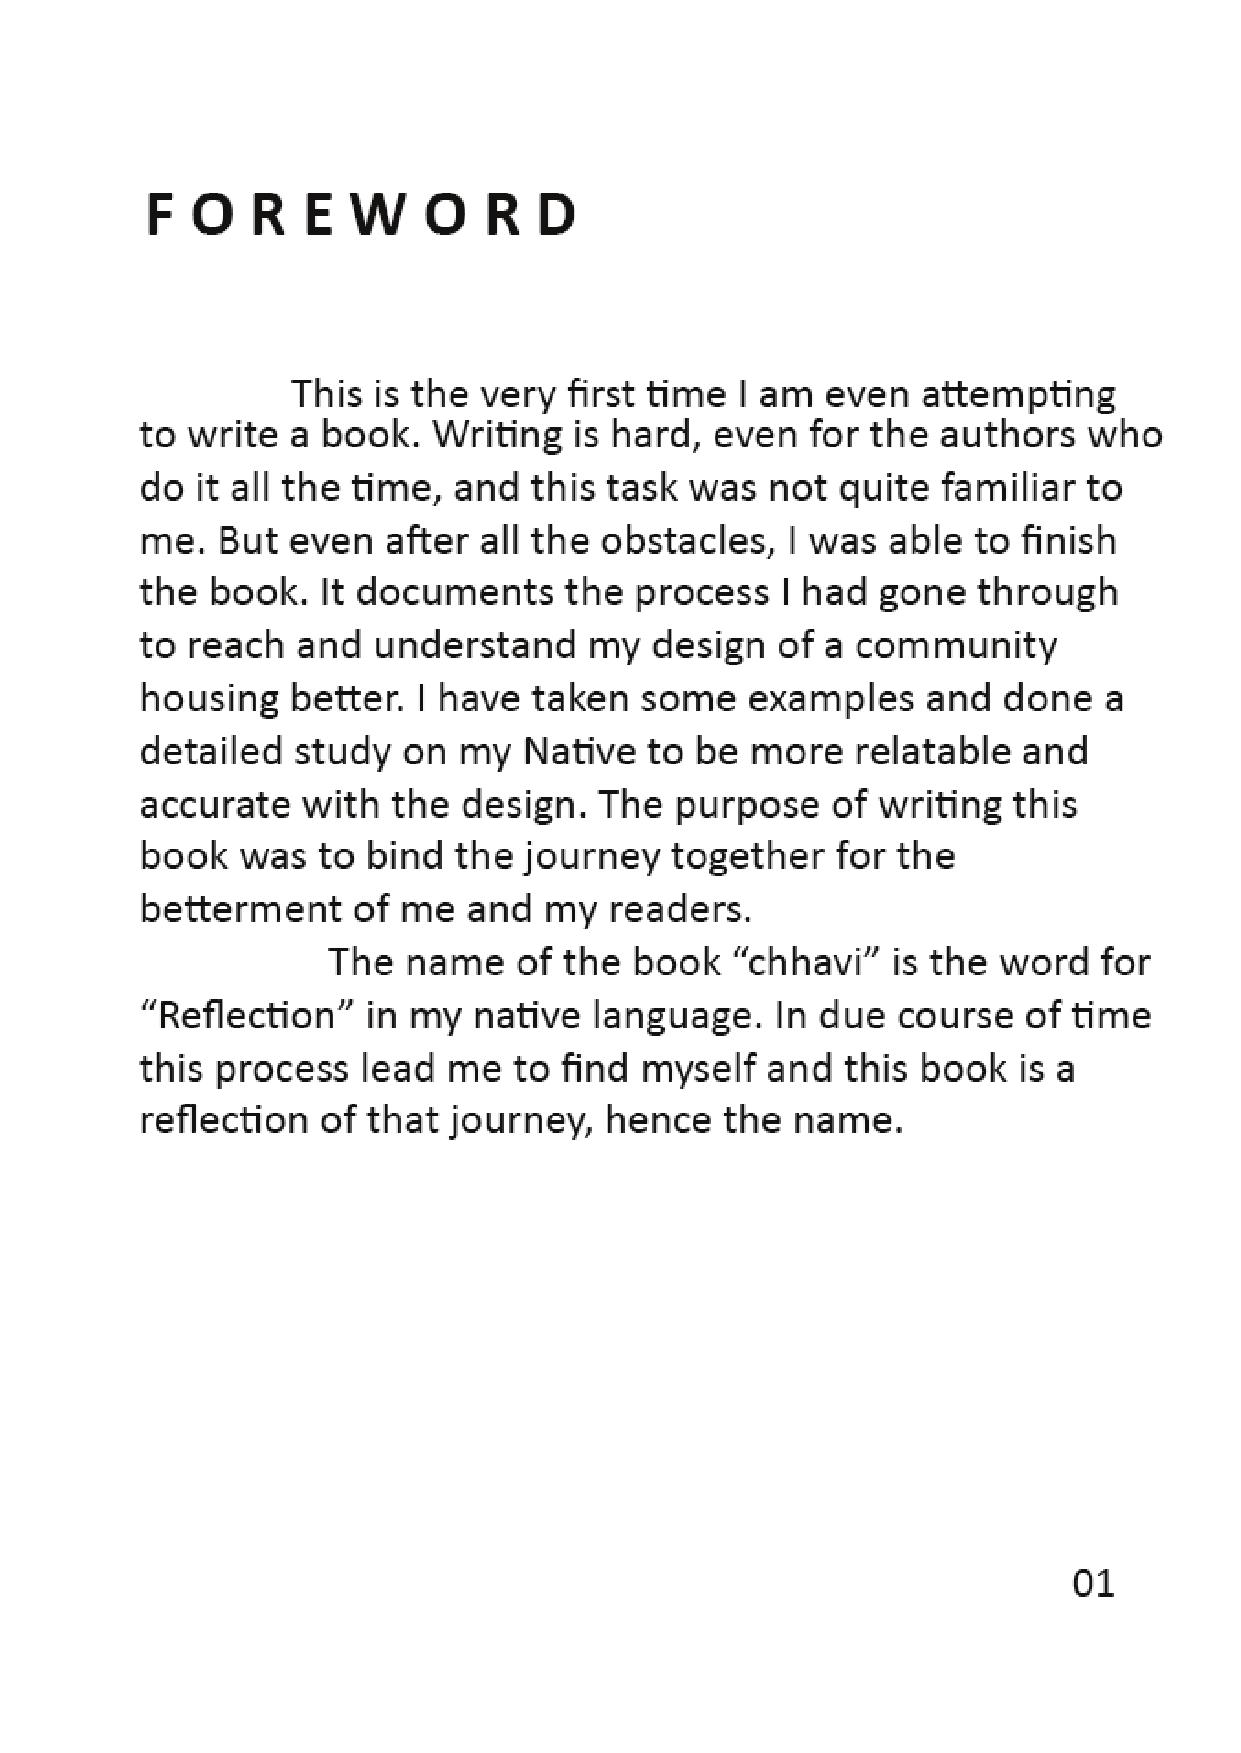 FOREWORD
This is the very first time I am even attempting
to write a book. Writing is hard, even for the authors who
do it all the time, and this task was not quite familiar to
me. But even after all the obstacles, I was able to finish
the book. It documents the process I had gone through
to reach and understand my design of a community
housing better. I have taken some examples and done a
detailed study on my Native to be more relatable and
accurate with the design. The purpose of writing this
book was to bind the journey together for the
betterment of me and my readers.
The name of the book “chhavi” is the word for
“Reflection” in my native language. In due course of time
this process lead me to find myself and this book is a
reflection of that journey, hence the name.
01